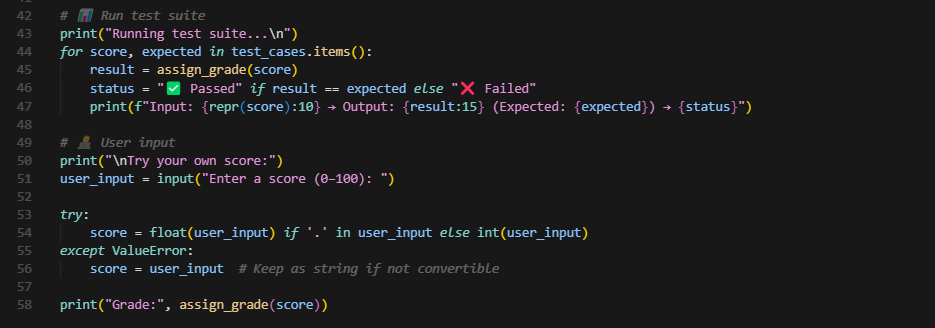 42 # 📊 Run test suite
43 print("Running test suite...\n")
44 for score, expected in test_cases.items():
45     result = assign_grade(score)
46     status = "✅ Passed" if result == expected else "❌ Failed"
47     print(f"Input: {repr(score):10} → Output: {result:15} (Expected: {expected}) → {status}")
48
49 # 🧑‍💻 User input
50 print("\nTry your own score:")
51 user_input = input("Enter a score (0–100): ")
52
53 try:
54     score = float(user_input) if '.' in user_input else int(user_input)
55 except ValueError:
56     score = user_input  # Keep as string if not convertible
57
58 print("Grade:", assign_grade(score))